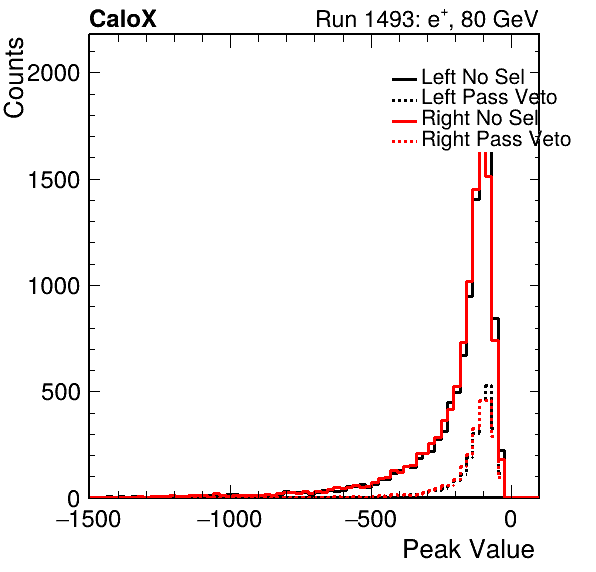 CaloX Run 1493: e+, 80 GeV
Counts
2000
1500
1000
500
0
Left No Sel
Left Pass Veto
Right No Sel
Right Pass Veto
−1500 −1000 −500 0
Peak Value